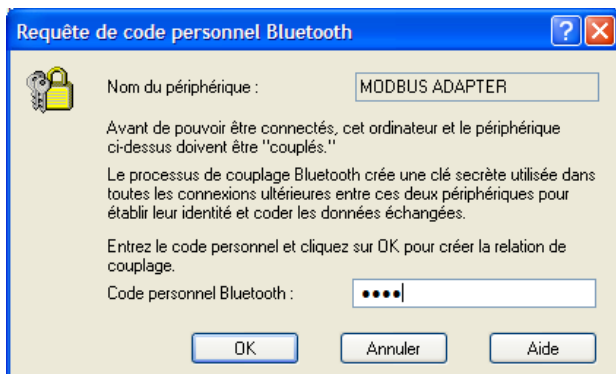 Requête de code personnel Bluetooth
Nom du périphérique : MODBUS ADAPTER
Avant de pouvoir être connectés, cet ordinateur et le périphérique
ci-dessus doivent être "couplés."
Le processus de couplage Bluetooth crée une clé secrète utilisée dans
toutes les connexions ultérieures entre ces deux périphériques pour
établir leur identité et coder les données échangées.
Entrez le code personnel et cliquez sur OK pour créer la relation de
couplage.
Code personnel Bluetooth : ••••
OK Annuler Aide